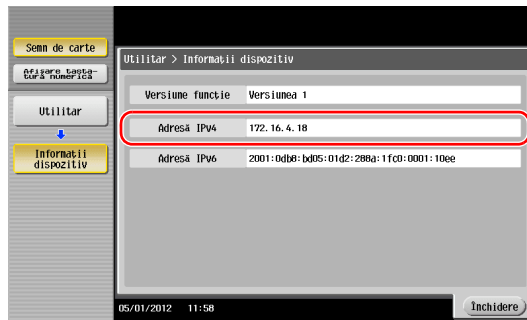 Semn de carte
Afişare tasta-
tură numerică
Utilitar
Informaţii
dispozitiv
Utilitar > Informaţii dispozitiv
Versiune funcţie Versiunea 1
Adresă IPv4 172.16.4.18
Adresă IPv6 2001:0db8:bd05:01d2:288a:1fc0:0001:10ee
05/01/2012 11:58
Închidere